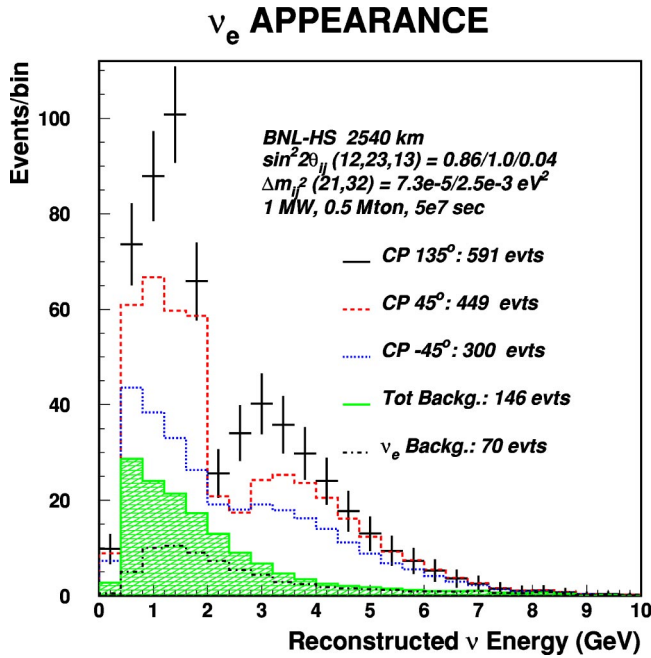 νₑ APPEARANCE
Events/bin
100
80
60
40
20
0
BNL-HS 2540 km
sin²2θᵢⱼ (12,23,13) = 0.86/1.0/0.04
Δmᵢⱼ² (21,32) = 7.3e-5/2.5e-3 eV²
1 MW, 0.5 Mton, 5e7 sec
CP 135°: 591 evts
CP 45°: 449 evts
CP -45°: 300 evts
Tot Backg.: 146 evts
νₑ Backg.: 70 evts
0 1 2 3 4 5 6 7 8 9 10
Reconstructed ν Energy (GeV)